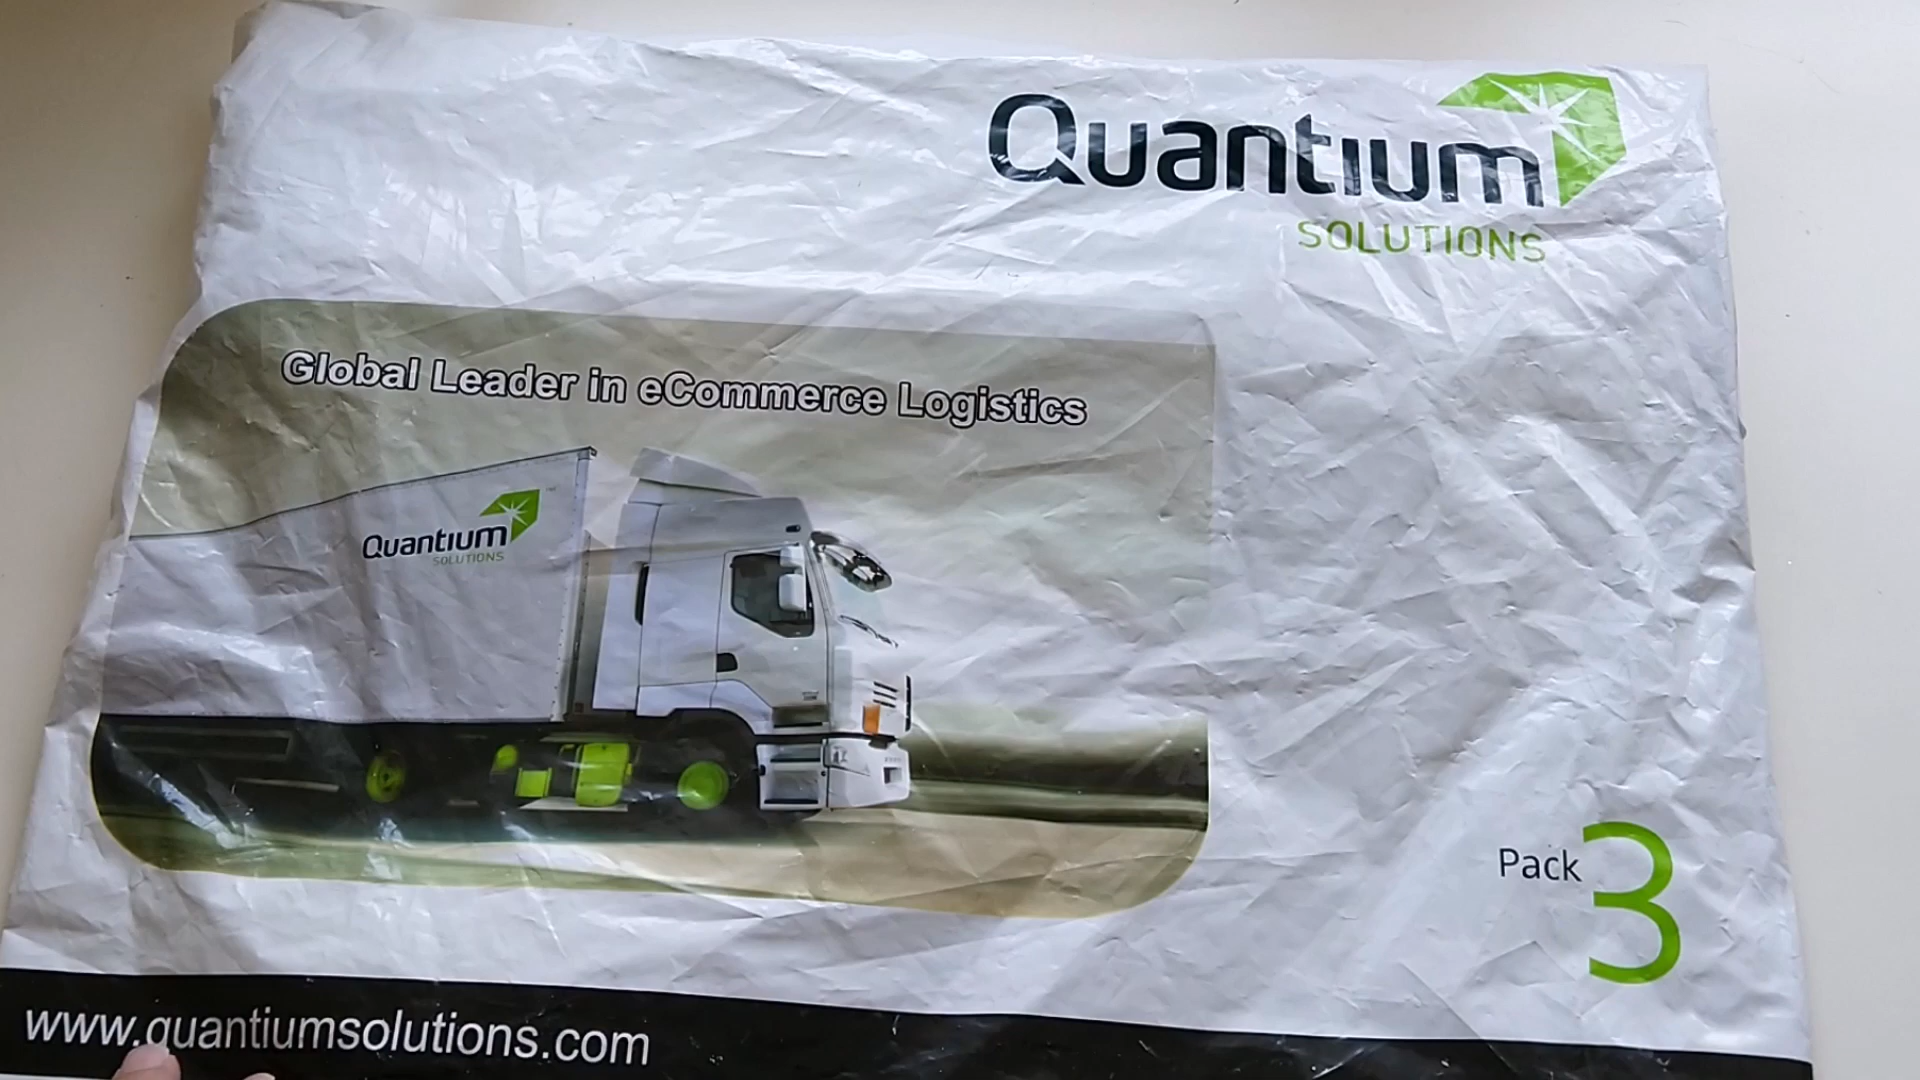 Quantium
SOLUTIONS
Global Leader in eCommerce Logistics
Quantium
SOLUTIONS
Pack 3
www.quantiumsolutions.com